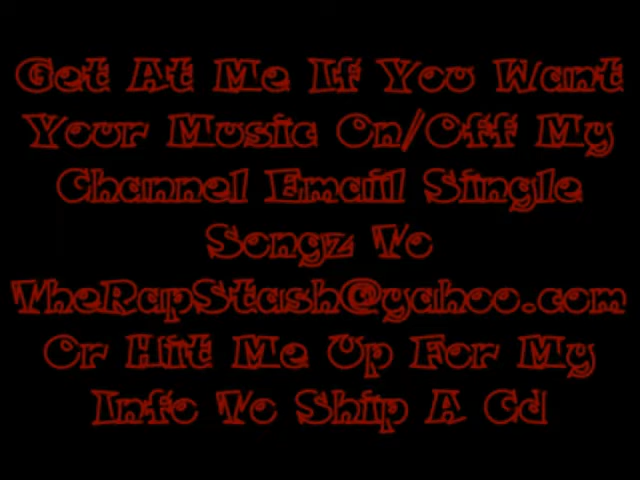 Get At Me If You Want
Your Music On/Off My
Channel Email Single
Songz To
TheRapStash@yahoo.com
Or Hit Me Up For My
Info To Ship A Cd